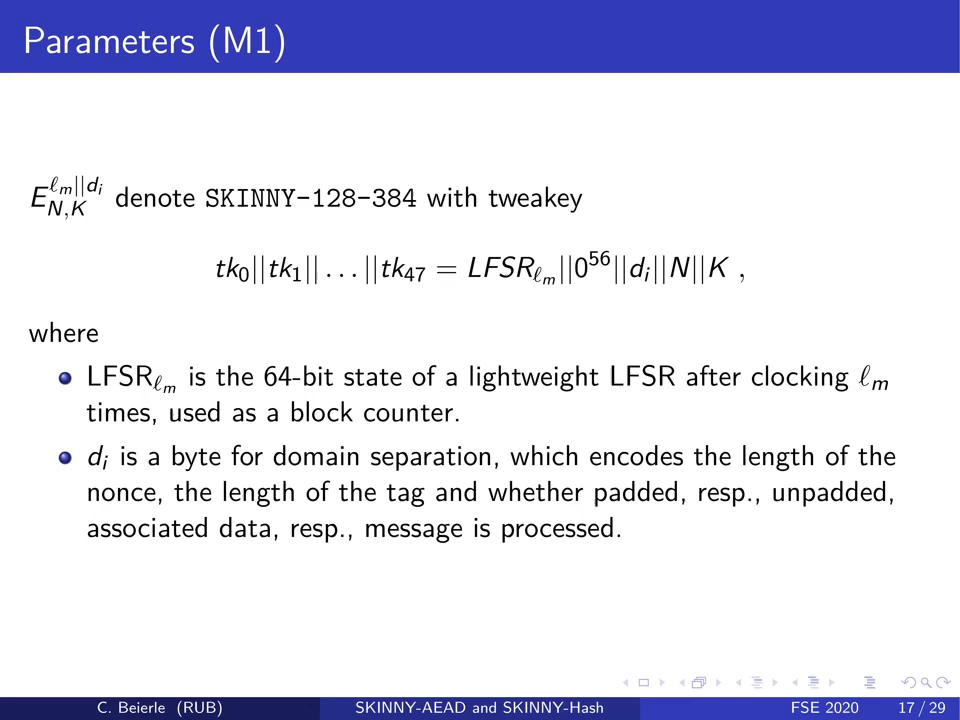 Parameters (M1)
E_{N,K}^{ℓ_m||d_i} denote SKINNY-128-384 with tweakey
tk_0||tk_1|| . . . ||tk_47 = LFSR_{ℓ_m}||0^56||d_i||N||K ,
where
LFSR_{ℓ_m} is the 64-bit state of a lightweight LFSR after clocking ℓ_m
times, used as a block counter.
d_i is a byte for domain separation, which encodes the length of the
nonce, the length of the tag and whether padded, resp., unpadded,
associated data, resp., message is processed.
C. Beierle (RUB) SKINNY-AEAD and SKINNY-Hash FSE 2020 17 / 29